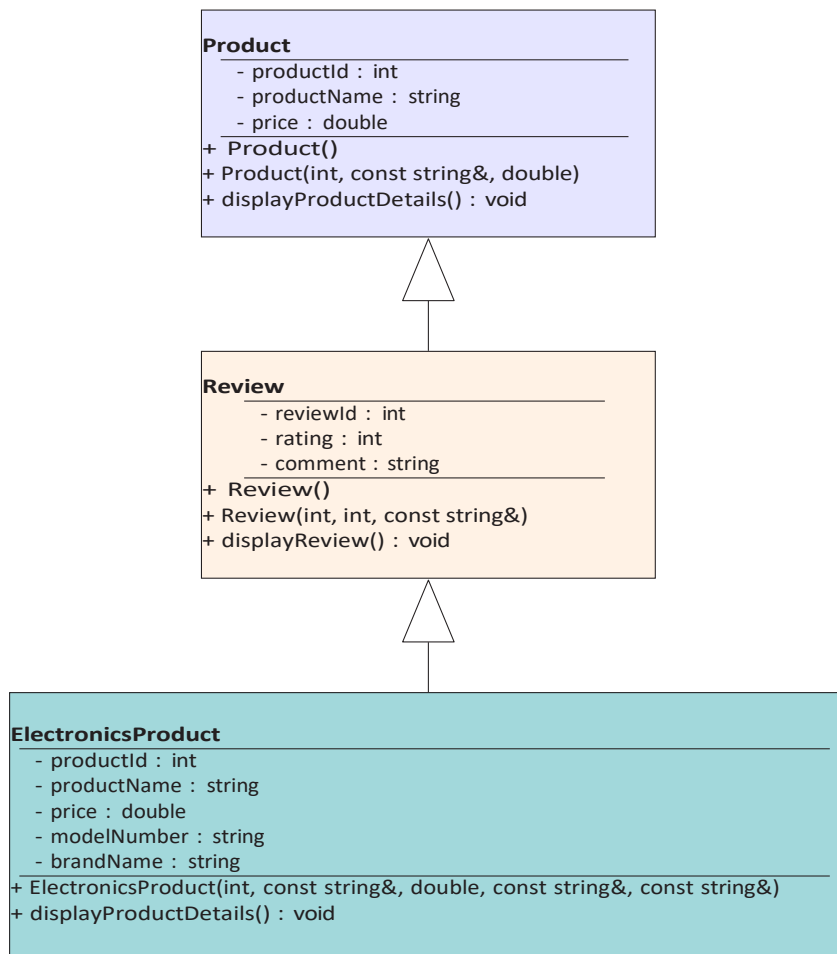 Product
- productId : int
- productName : string
- price : double
+ Product()
+ Product(int, const string&, double)
+ displayProductDetails() : void
Review
- reviewId : int
- rating : int
- comment : string
+ Review()
+ Review(int, int, const string&)
+ displayReview() : void
ElectronicsProduct
- productId : int
- productName : string
- price : double
- modelNumber : string
- brandName : string
+ ElectronicsProduct(int, const string&, double, const string&, const string&)
+ displayProductDetails() : void